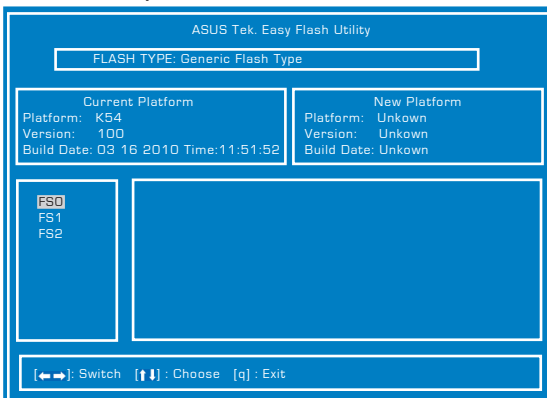 ASUS Tek. Easy Flash Utility
FLASH TYPE: Generic Flash Type
Current Platform
Platform: K54
Version: 100
Build Date: 03 16 2010 Time:11:51:52
New Platform
Platform: Unkown
Version: Unkown
Build Date: Unkown
FS0
FS1
FS2
[←→]: Switch [↑↓] : Choose [q] : Exit